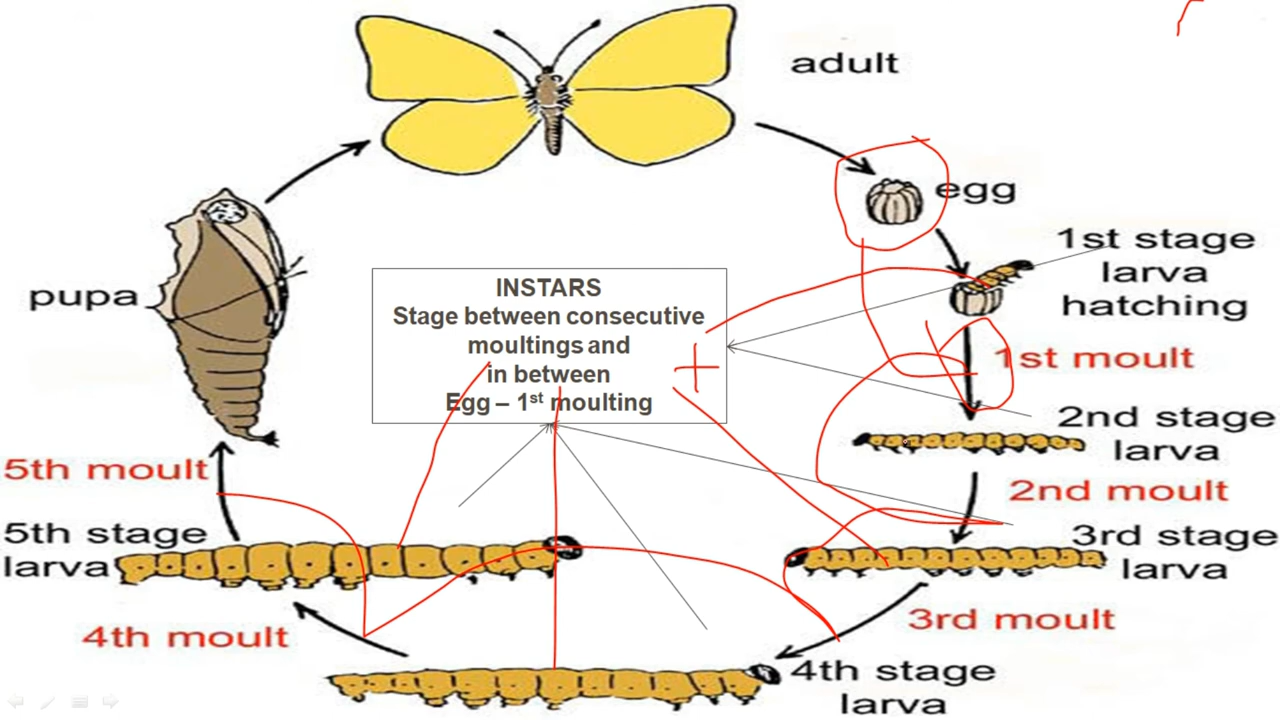 adult
egg
1st stage
larva
hatching
1st moult
2nd stage
larva
2nd moult
3rd stage
larva
3rd moult
4th stage
larva
4th moult
5th stage
larva
5th moult
pupa
INSTARS
Stage between consecutive
moultings and
in between
Egg – 1st moulting